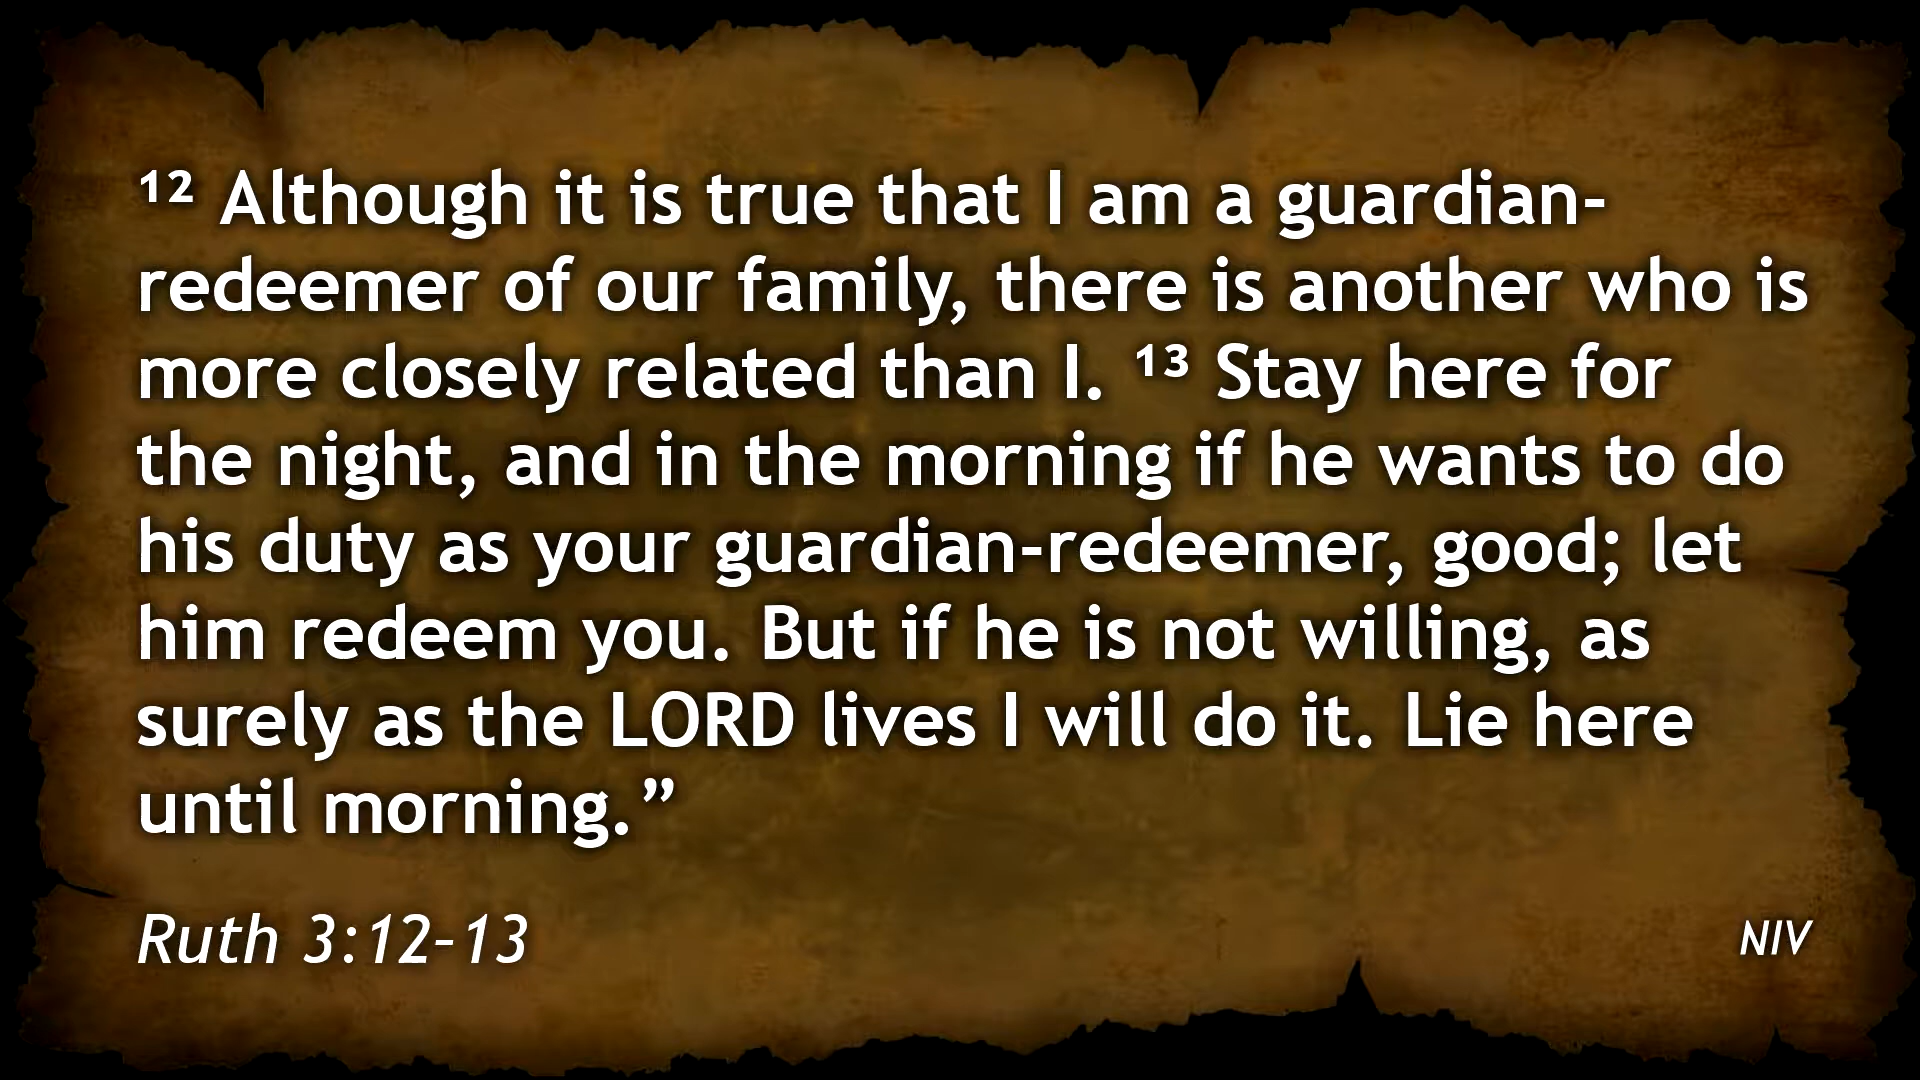 ¹² Although it is true that I am a guardian-
redeemer of our family, there is another who is
more closely related than I. ¹³ Stay here for
the night, and in the morning if he wants to do
his duty as your guardian-redeemer, good; let
him redeem you. But if he is not willing, as
surely as the LORD lives I will do it. Lie here
until morning.”
Ruth 3:12–13
NIV